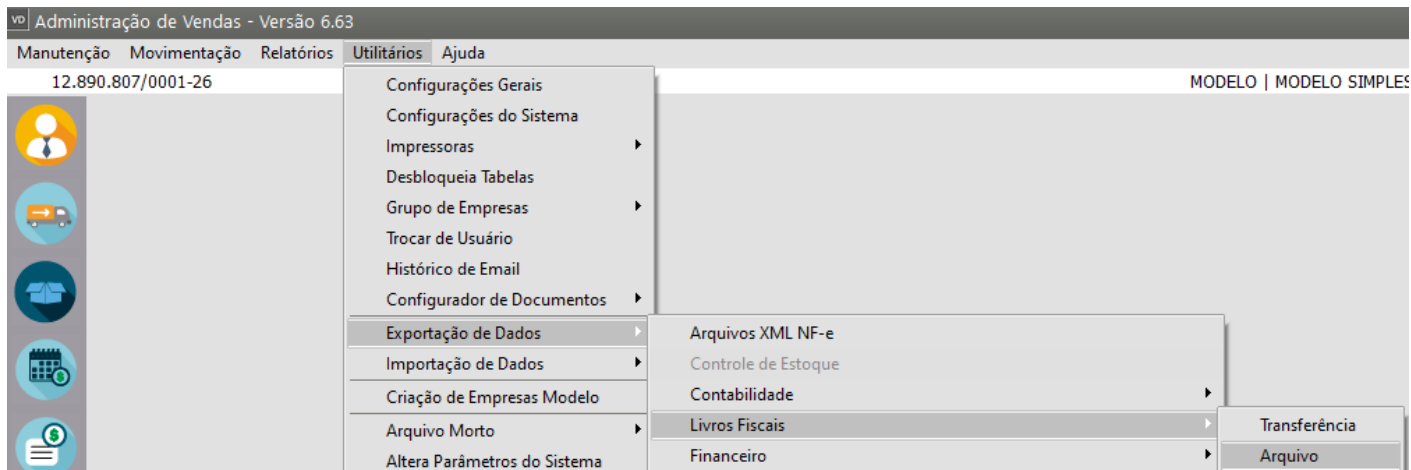 VD Administração de Vendas - Versão 6.63
Manutenção Movimentação Relatórios Utilitários Ajuda
12.890.807/0001-26 MODELO | MODELO SIMPLES
Configurações Gerais
Configurações do Sistema
Impressoras
Desbloqueia Tabelas
Grupo de Empresas
Trocar de Usuário
Histórico de Email
Configurador de Documentos
Exportação de Dados Arquivos XML NF-e
Importação de Dados Controle de Estoque
Criação de Empresas Modelo Contabilidade
Arquivo Morto Livros Fiscais Transferência
Altera Parâmetros do Sistema Financeiro Arquivo